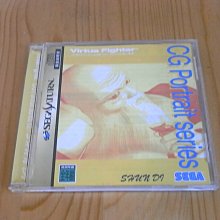 Virtua Fighter
CG Portrait series
SEGA SATURN
SHUN DI
SEGA